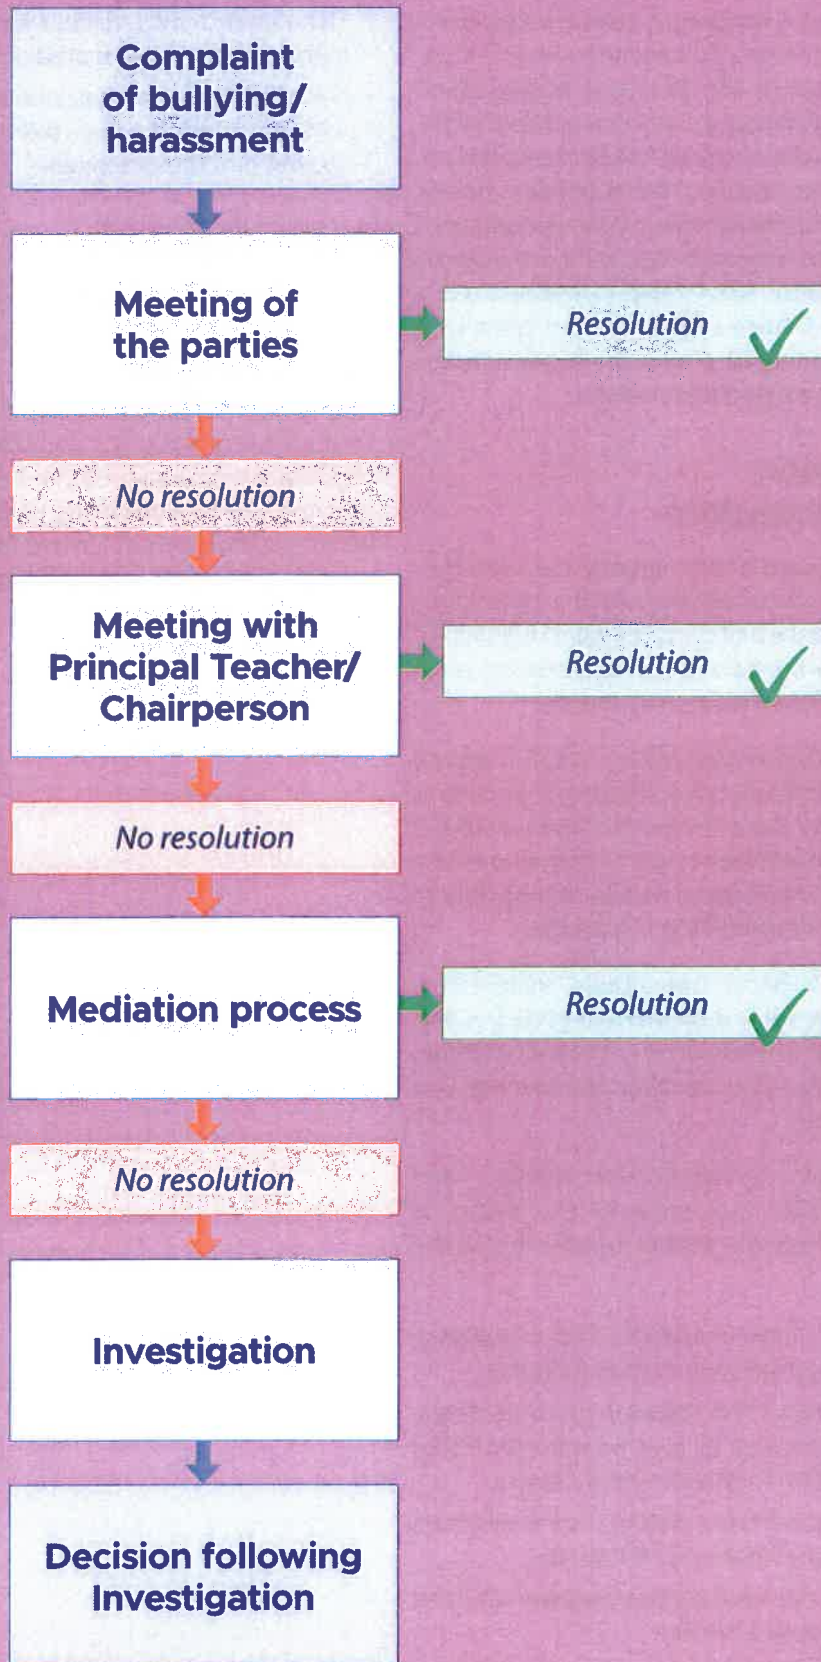 Complaint
of bullying/
harassment
Meeting of
the parties
Resolution
No resolution
Meeting with
Principal Teacher/
Chairperson
Resolution
No resolution
Mediation process
Resolution
No resolution
Investigation
Decision following
Investigation